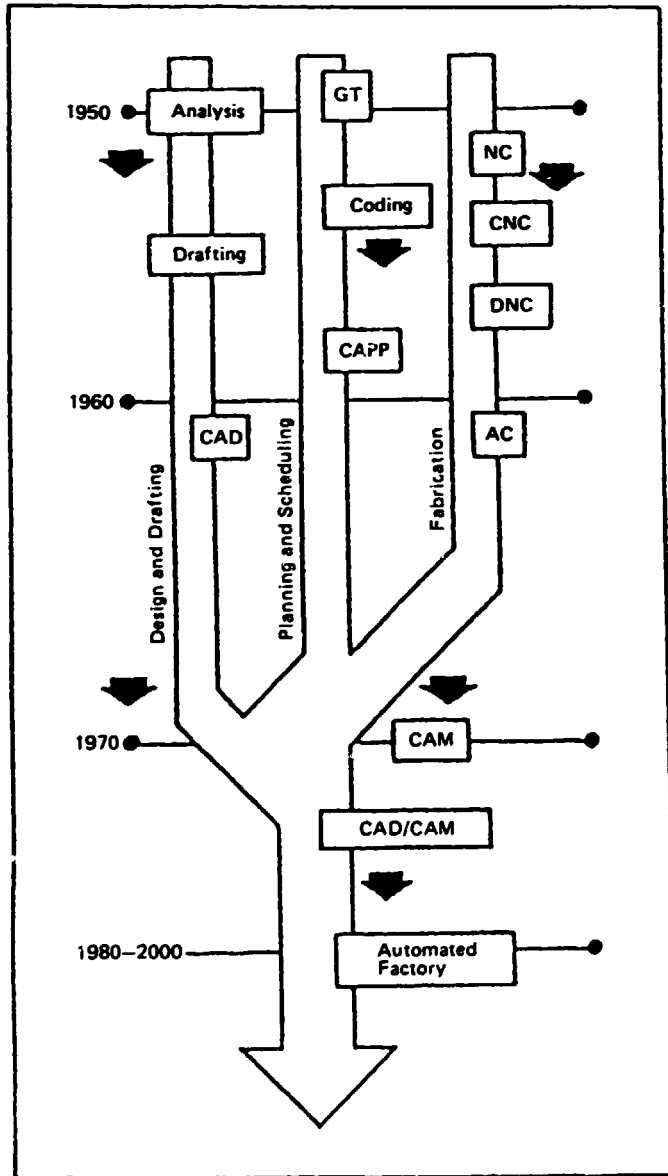 1950
Analysis
GT
NC
Coding
CNC
Drafting
DNC
CAPP
1960
CAD
AC
Design and Drafting
Planning and Scheduling
Fabrication
1970
CAM
CAD/CAM
1980–2000
Automated
Factory